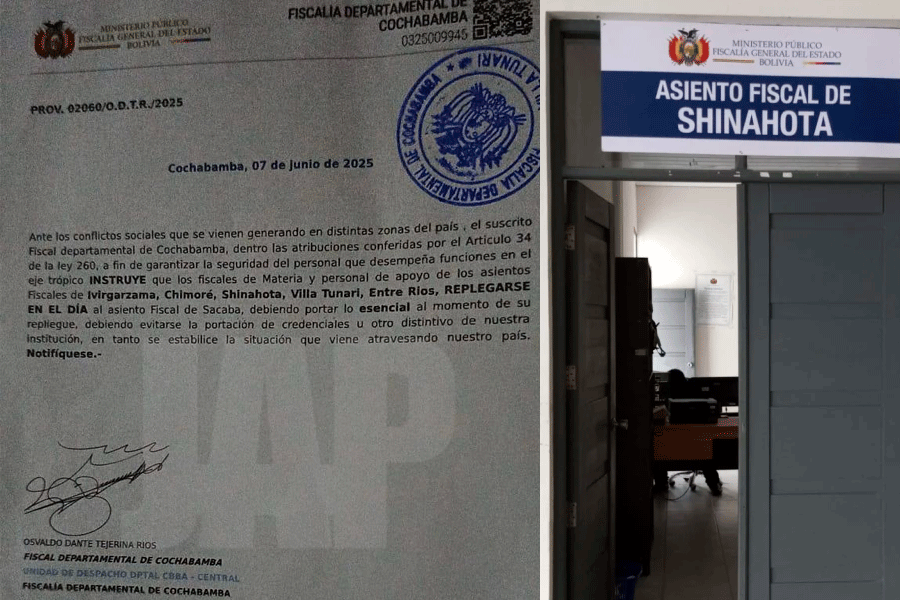 MINISTERIO PÚBLICO
FISCALÍA GENERAL DEL ESTADO
BOLIVIA
FISCALÍA DEPARTAMENTAL DE
COCHABAMBA
0325009945
PROV. 02060/O.D.T.R./2025
Cochabamba, 07 de junio de 2025
FISCALIA DEPARTAMENTAL DE COCHABAMBA
VILLA TUNARI
Ante los conflictos sociales que se vienen generando en distintas zonas del país , el suscrito
Fiscal departamental de Cochabamba, dentro las atribuciones conferidas por el Articulo 34
de la ley 260, a fin de garantizar la seguridad del personal que desempeña funciones en el
eje trópico INSTRUYE que los fiscales de Materia y personal de apoyo de los asientos
Fiscales de Ivirgarzama, Chimoré, Shinahota, Villa Tunari, Entre Rios, REPLEGARSE
EN EL DÍA al asiento Fiscal de Sacaba, debiendo portar lo esencial al momento de su
repliegue, debiendo evitarse la portación de credenciales u otro distintivo de nuestra
institución, en tanto se estabilice la situación que viene atravesando nuestro país.
Notifíquese.-
JAP
OSVALDO DANTE TEJERINA RIOS
FISCAL DEPARTAMENTAL DE COCHABAMBA
UNIDAD DE DESPACHO DPTAL CBBA - CENTRAL
FISCALÍA DEPARTAMENTAL DE COCHABAMBA
MINISTERIO PÚBLICO
FISCALÍA GENERAL DEL ESTADO
BOLIVIA
ASIENTO FISCAL DE
SHINAHOTA